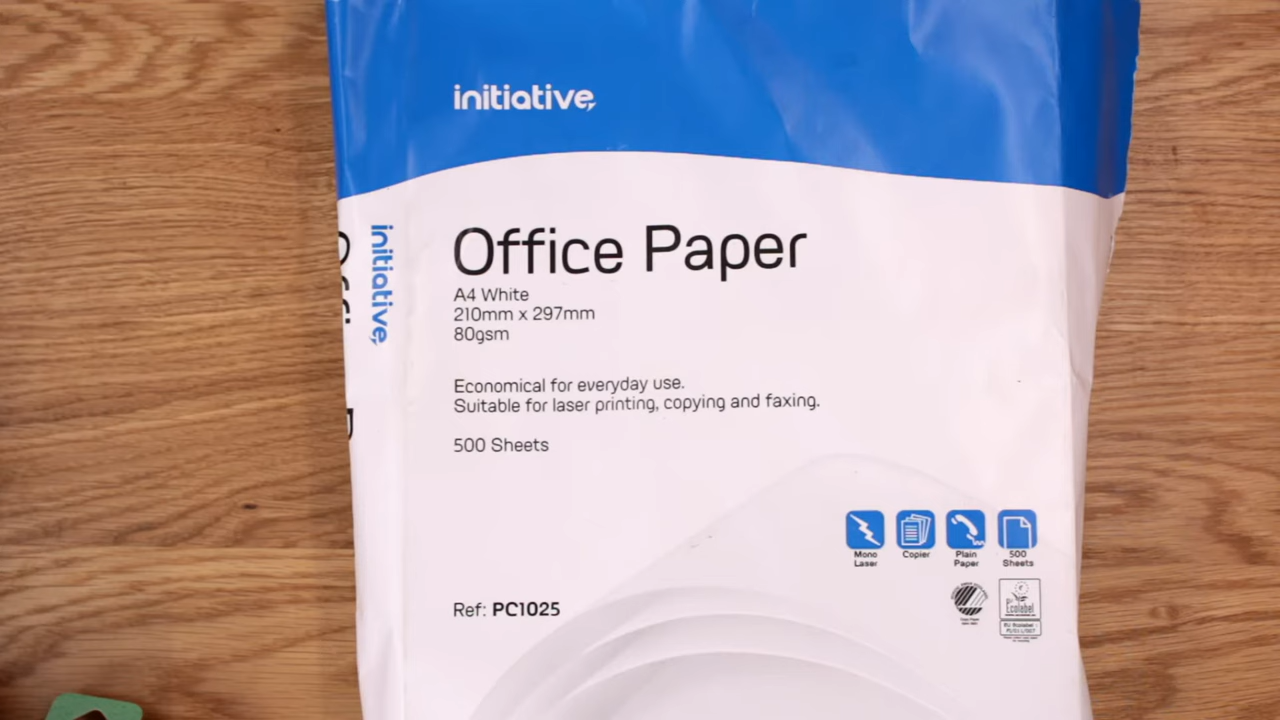 initiative
Office Paper
A4 White
210mm x 297mm
80gsm
Economical for everyday use.
Suitable for laser printing, copying and faxing.
500 Sheets
Mono
Laser
Copier
Plain
Paper
500
Sheets
Ecolabel
Ref: PC1025
initiative